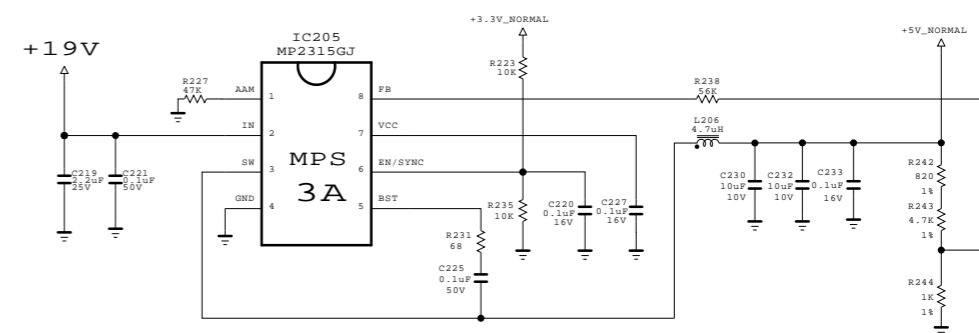 +3.3V_NORMAL
+5V_NORMAL
+19V
IC205
MP2315GJ
R223
10K
R227
47K
AAM
1
8
FB
R238
56K
IN
2
7
VCC
L206
4.7uH
SW
3
MPS
6
EN/SYNC
C219
2.2uF
25V
C221
0.1uF
50V
3A
GND
4
5
BST
R235
10K
C220
0.1uF
16V
C227
0.1uF
16V
C230
10uF
10V
C232
10uF
10V
C233
0.1uF
16V
R242
820
1%
R243
4.7K
1%
R231
68
C225
0.1uF
50V
R244
1K
1%